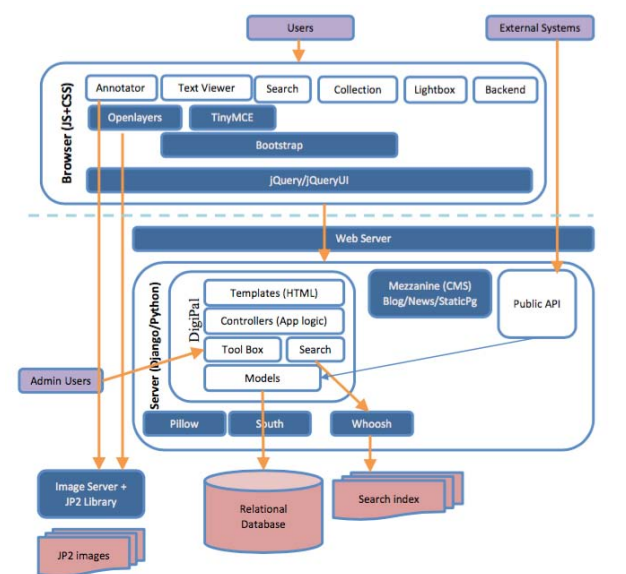 Users
External Systems
Browser (JS+CSS)
Annotator
Text Viewer
Search
Collection
Lightbox
Backend
Openlayers
TinyMCE
Bootstrap
jQuery/jQueryUI
Web Server
Server (Django/Python)
DigiPal
Templates (HTML)
Controllers (App logic)
Tool Box
Search
Models
Mezzanine (CMS)
Blog/News/StaticPg
Public API
Admin Users
Pillow
South
Whoosh
Image Server +
JP2 Library
JP2 images
Relational
Database
Search index